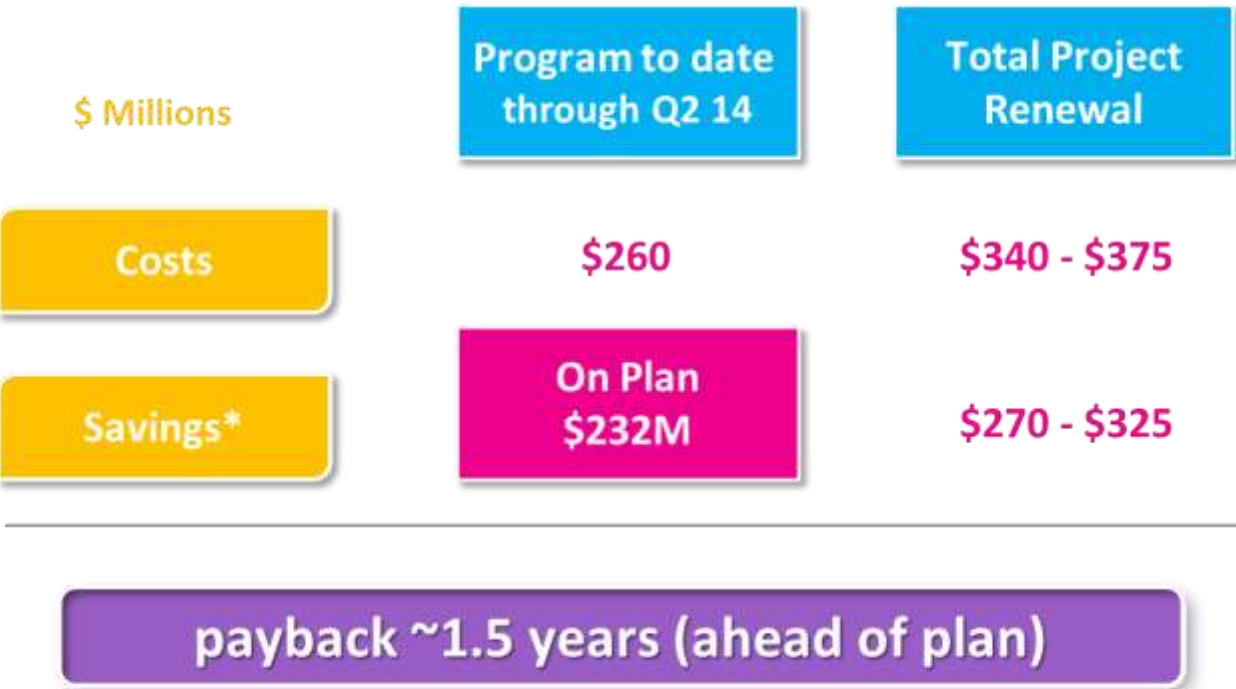 $ Millions
Program to date
through Q2 14
Total Project
Renewal
Costs
$260
$340 - $375
Savings*
On Plan
$232M
$270 - $325
payback ~1.5 years (ahead of plan)